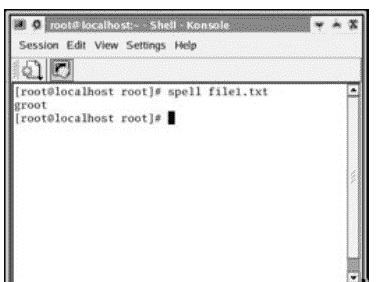 root@localhost:~ - Shell - Konsole
Session Edit View Settings Help
[root@localhost root]# spell file1.txt
groot
[root@localhost root]#